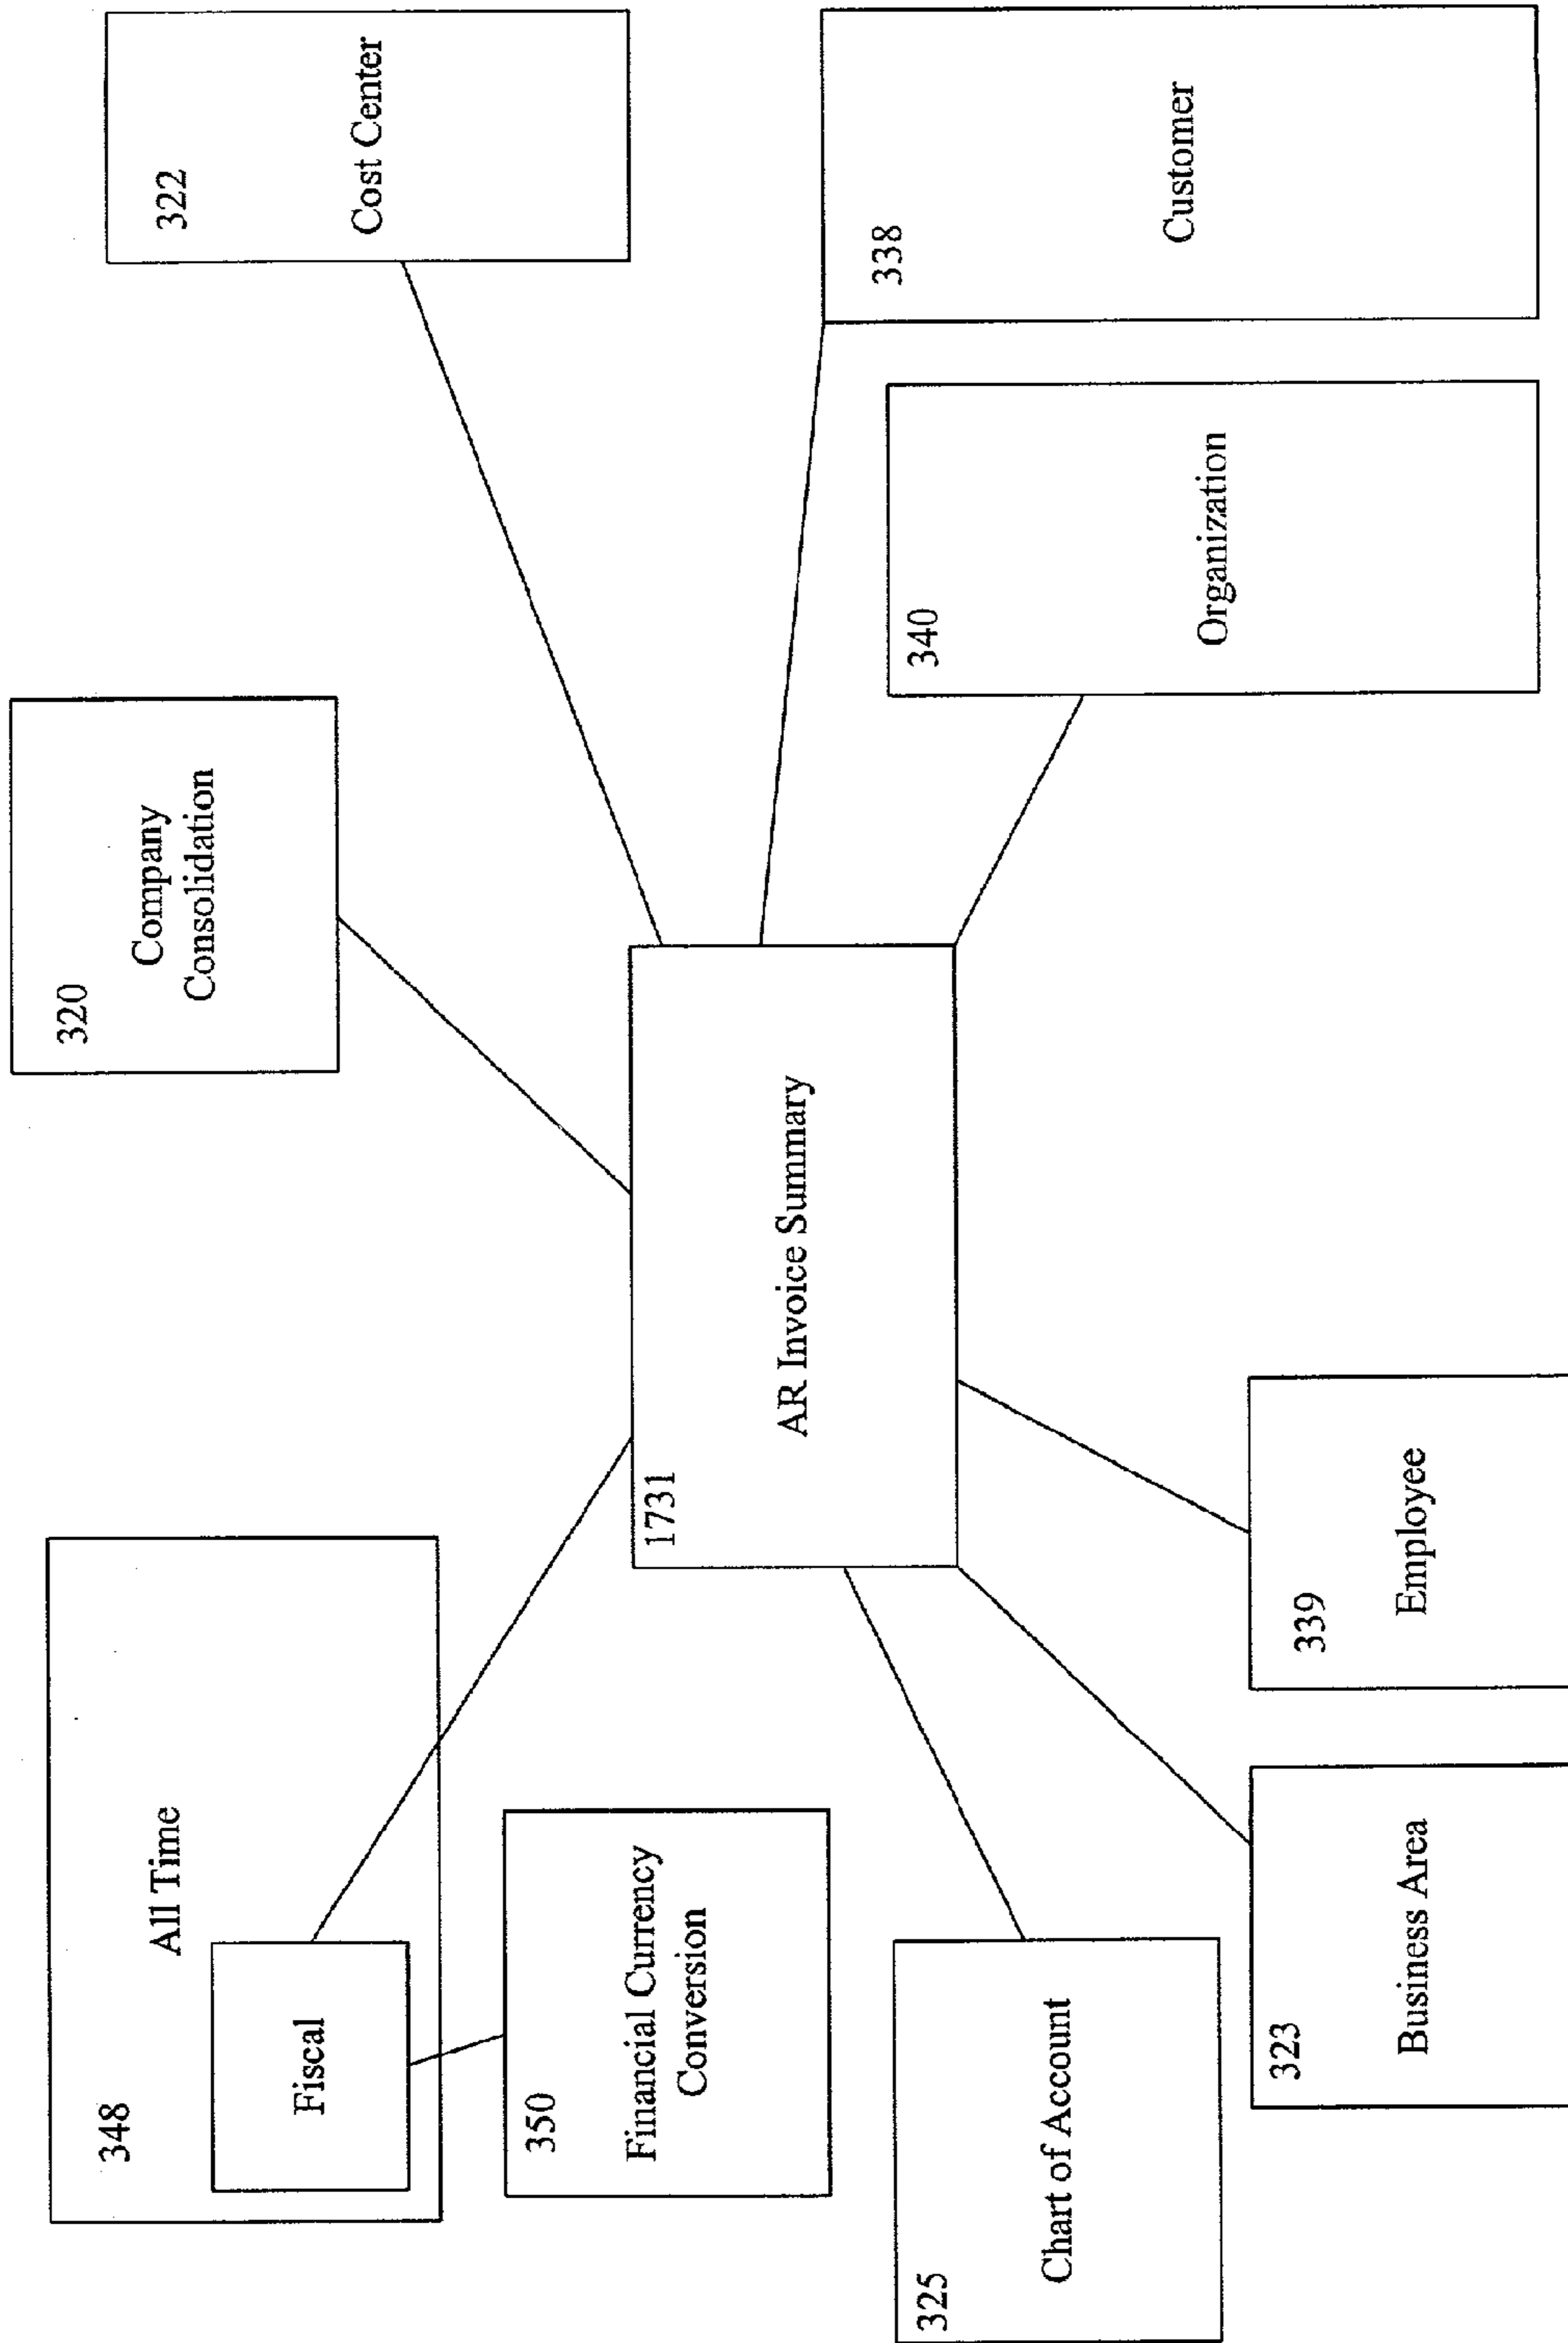 348
All Time
Fiscal
320
Company
Consolidation
322
Cost Center
350
Financial Currency
Conversion
1731
AR Invoice Summary
338
Customer
325
Chart of Account
340
Organization
323
Business Area
339
Employee